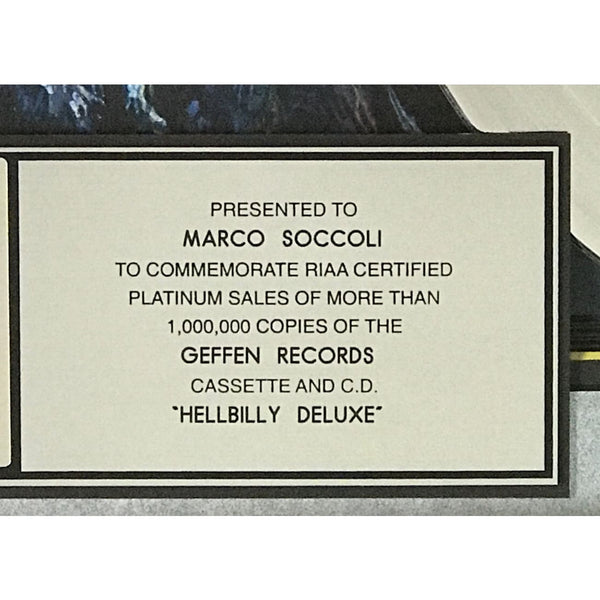 PRESENTED TO
MARCO SOCCOLI
TO COMMEMORATE RIAA CERTIFIED
PLATINUM SALES OF MORE THAN
1,000,000 COPIES OF THE
GEFFEN RECORDS
CASSETTE AND C.D.
"HELLBILLY DELUXE"